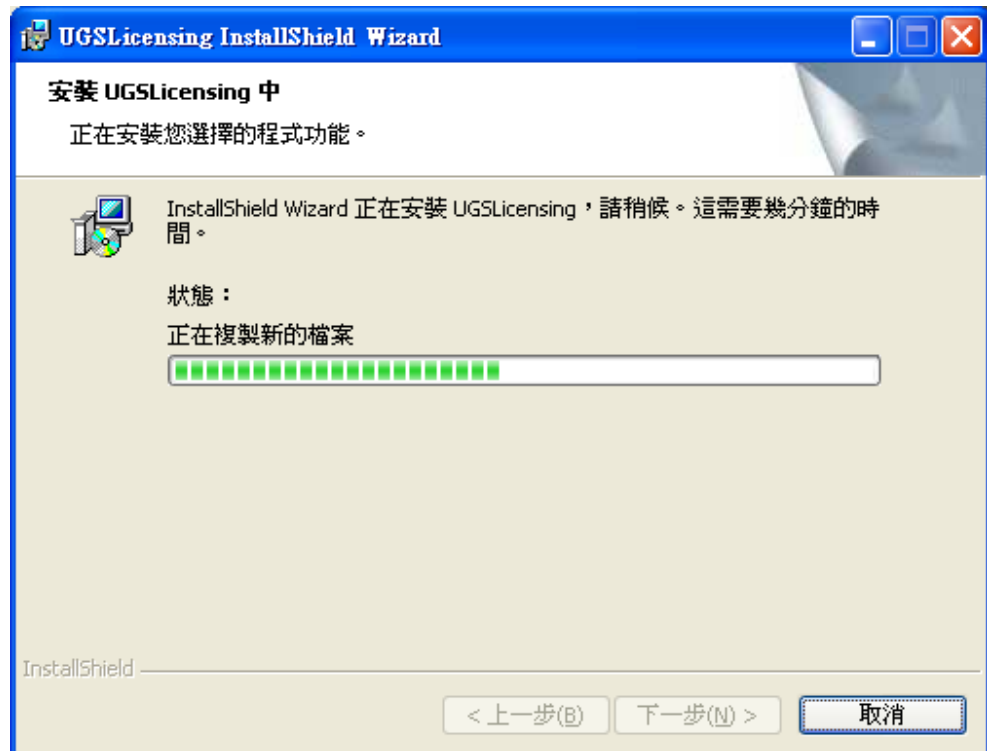 UGSLicensing InstallShield Wizard
安裝 UGSLicensing 中
正在安裝您選擇的程式功能。
InstallShield Wizard 正在安裝 UGSLicensing，請稍候。這需要幾分鐘的時
間。
狀態：
正在複製新的檔案
InstallShield
< 上一步(B)
下一步(N) >
取消